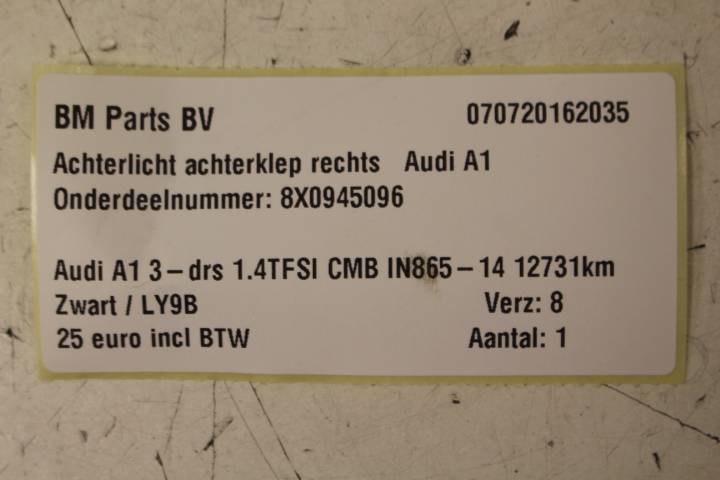 BM Parts BV 070720162035
Achterlicht achterklep rechts Audi A1
Onderdeelnummer: 8X0945096
Audi A1 3-drs 1.4TFSI CMB IN865-14 12731km
Zwart / LY9B Verz: 8
25 euro incl BTW Aantal: 1